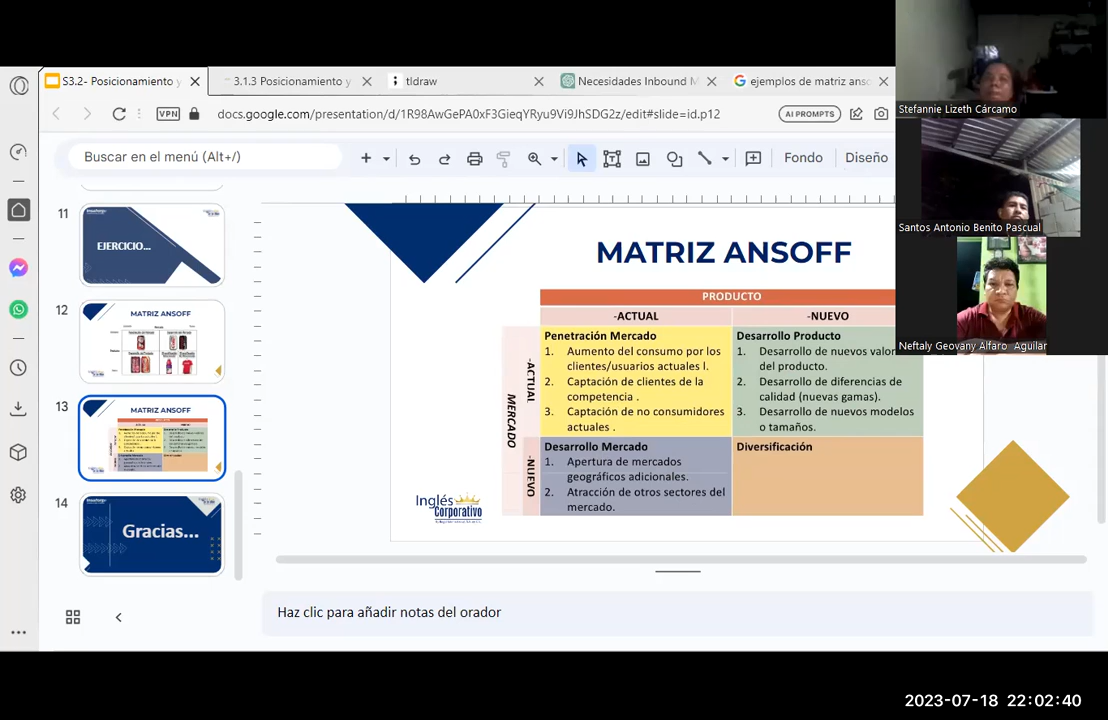 S3.2- Posicionamiento y
3.1.3 Posicionamiento y
tldraw
Necesidades Inbound M
ejemplos de matriz anso
VPN
docs.google.com/presentation/d/1R98AwGePA0xF3GieqYRyu9Vi9JhSDG2z/edit#slide=id.p12
AI PROMPTS
Buscar en el menú (Alt+/)
Fondo
Diseño
Stefannie Lizeth Cárcamo
Santos Antonio Benito Pascual
Neftaly Geovany Alfaro Aguilar
11
EJERCICIO...
12
MATRIZ ANSOFF
13
MATRIZ ANSOFF
14
Gracias...
MATRIZ ANSOFF
PRODUCTO
-ACTUAL
-NUEVO
MERCADO
-ACTUAL
Penetración Mercado
1. Aumento del consumo por los
clientes/usuarios actuales l.
2. Captación de clientes de la
competencia .
3. Captación de no consumidores
actuales .
Desarrollo Producto
1. Desarrollo de nuevos valor
del producto.
2. Desarrollo de diferencias de
calidad (nuevas gamas).
3. Desarrollo de nuevos modelos
o tamaños.
-NUEVO
Desarrollo Mercado
1. Apertura de mercados
geográficos adicionales.
2. Atracción de otros sectores del
mercado.
Diversificación
Inglés
Corporativo
Haz clic para añadir notas del orador
2023-07-18 22:02:40